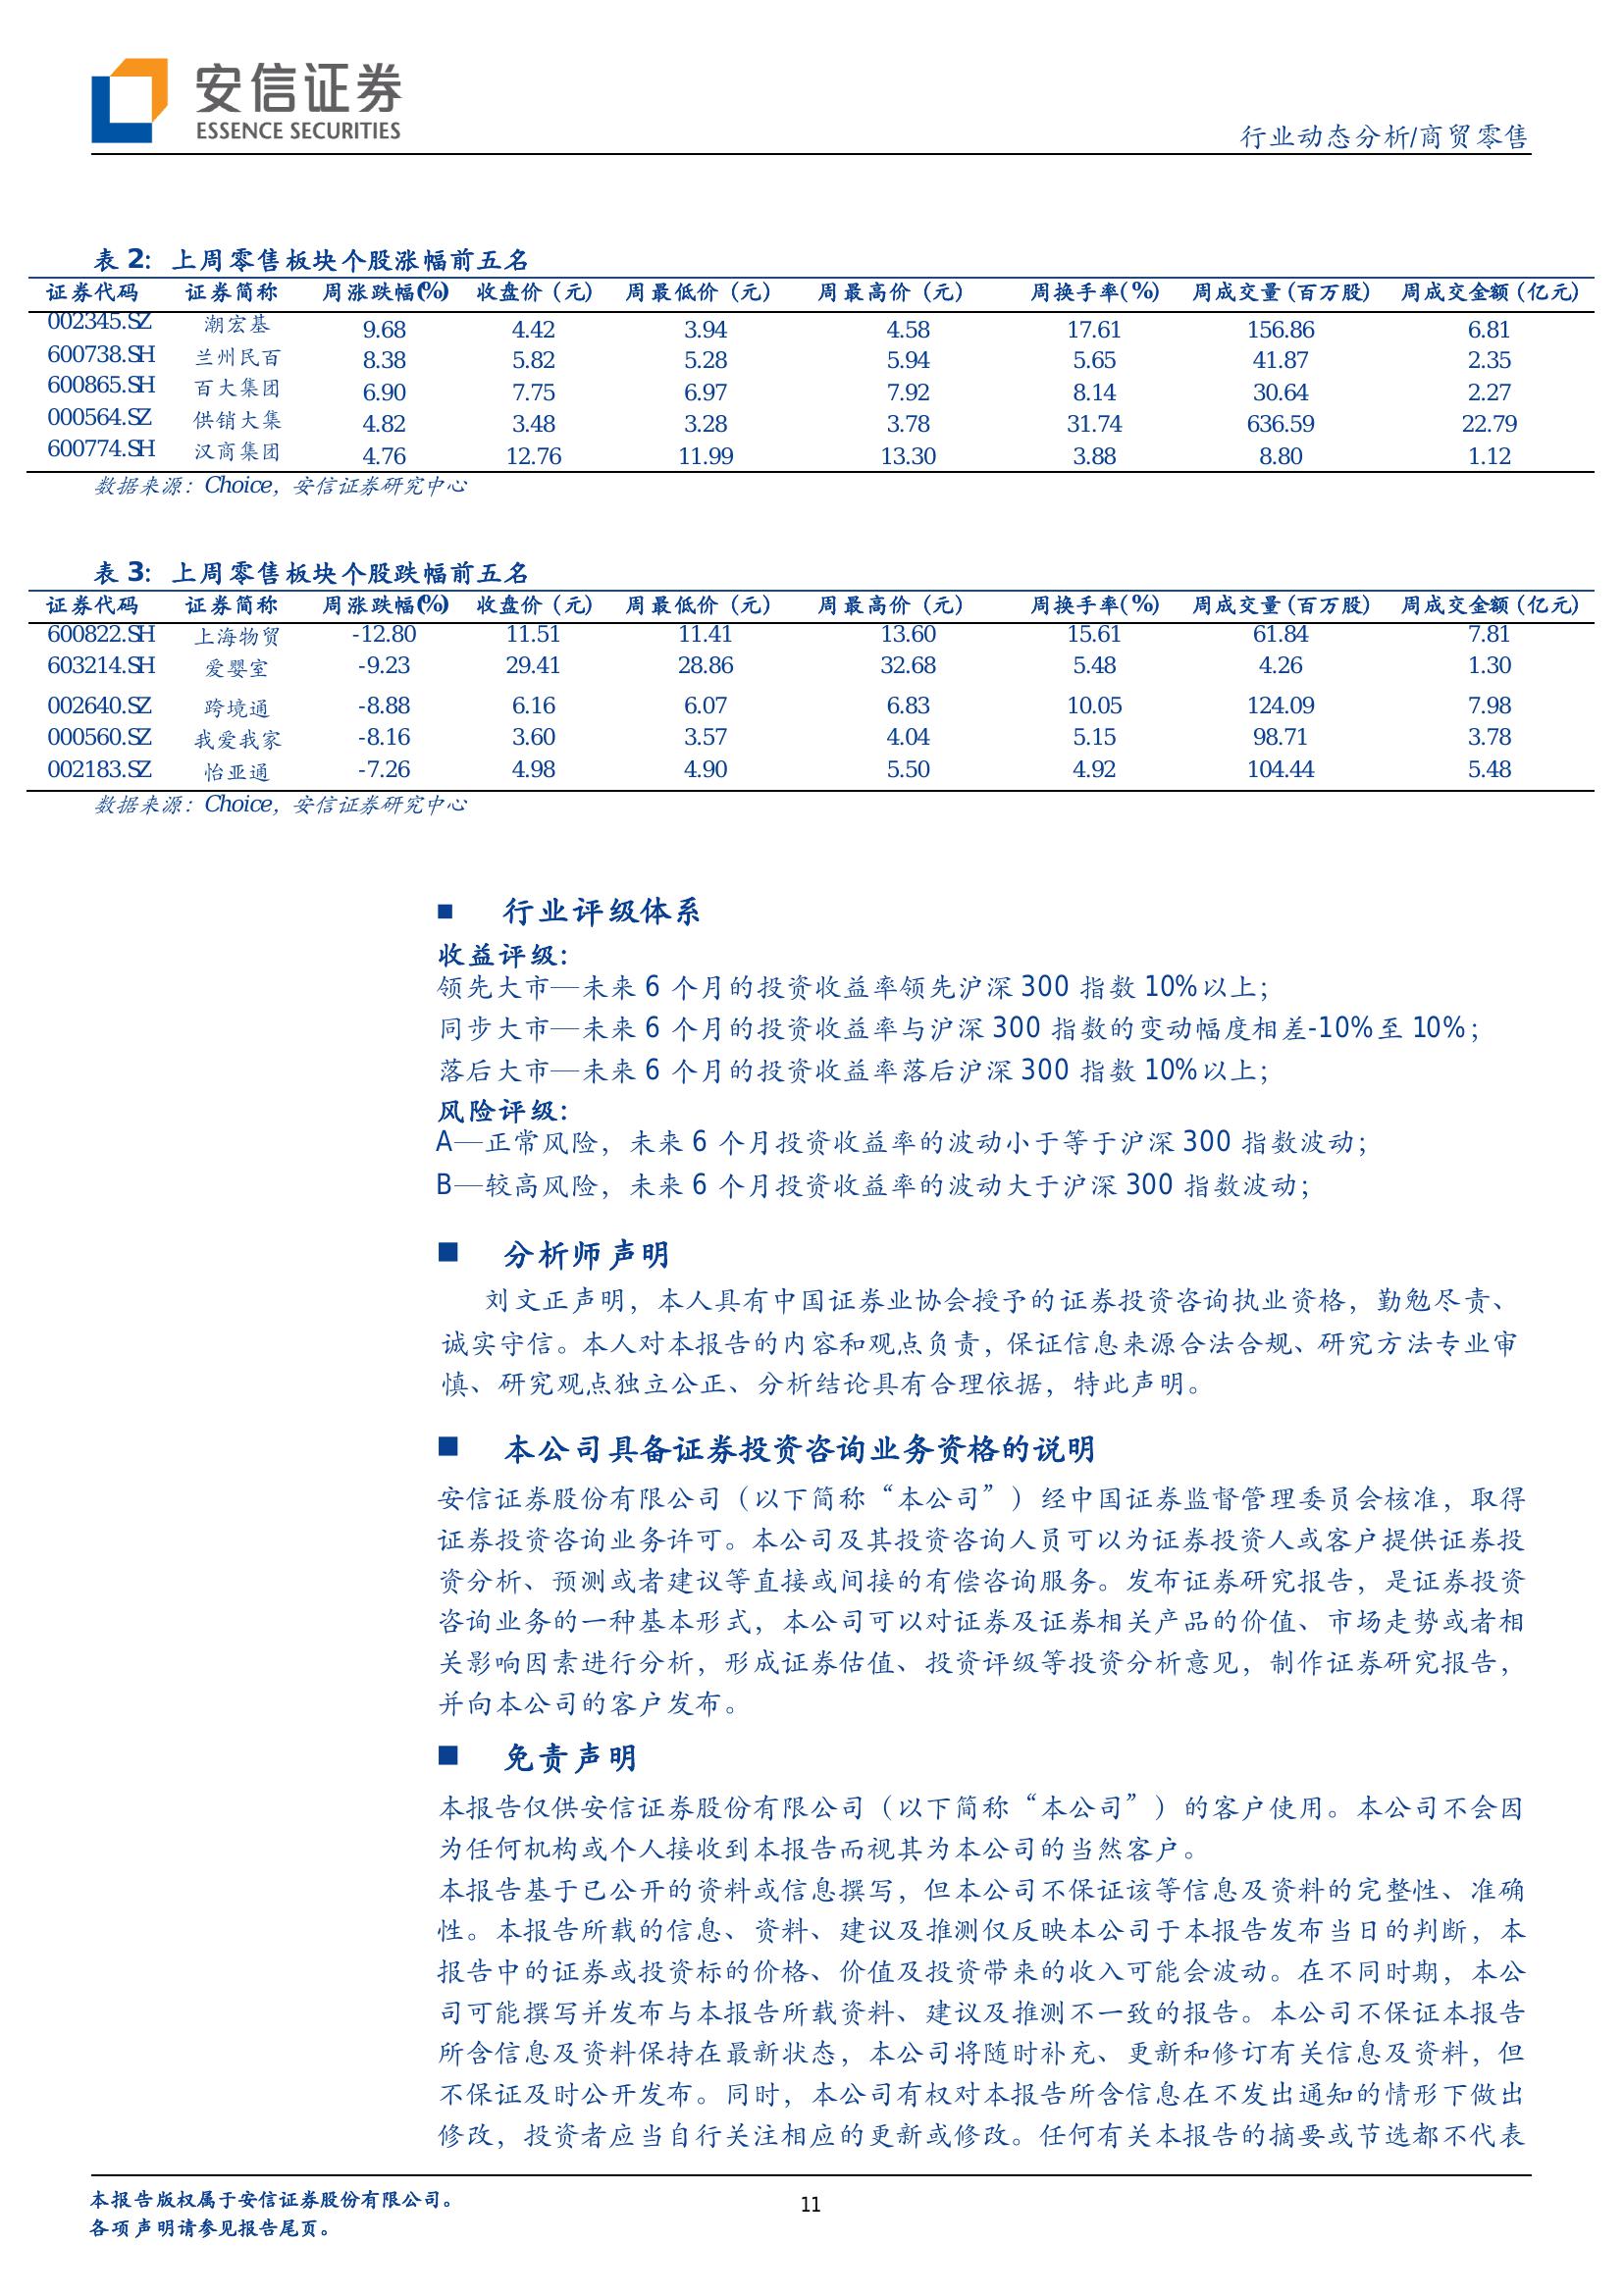 安信证券
ESSENCE SECURITIES
行业动态分析/商贸零售
表 2: 上周零售板块个股涨幅前五名
证券代码 证券简称 周涨跌幅(%) 收盘价(元) 周最低价(元) 周最高价(元) 周换手率(%) 周成交量(百万股) 周成交金额(亿元)
002345.SZ 潮宏基 9.68 4.42 3.94 4.58 17.61 156.86 6.81
600738.SH 兰州民百 8.38 5.82 5.28 5.94 5.65 41.87 2.35
600865.SH 百大集团 6.90 7.75 6.97 7.92 8.14 30.64 2.27
000564.SZ 供销大集 4.82 3.48 3.28 3.78 31.74 636.59 22.79
600774.SH 汉商集团 4.76 12.76 11.99 13.30 3.88 8.80 1.12
数据来源：Choice，安信证券研究中心
表 3: 上周零售板块个股跌幅前五名
证券代码 证券简称 周涨跌幅(%) 收盘价(元) 周最低价(元) 周最高价(元) 周换手率(%) 周成交量(百万股) 周成交金额(亿元)
600822.SH 上海物贸 -12.80 11.51 11.41 13.60 15.61 61.84 7.81
603214.SH 爱婴室 -9.23 29.41 28.86 32.68 5.48 4.26 1.30
002640.SZ 跨境通 -8.88 6.16 6.07 6.83 10.05 124.09 7.98
000560.SZ 我爱我家 -8.16 3.60 3.57 4.04 5.15 98.71 3.78
002183.SZ 怡亚通 -7.26 4.98 4.90 5.50 4.92 104.44 5.48
数据来源：Choice，安信证券研究中心
■ 行业评级体系
收益评级：
领先大市—未来 6 个月的投资收益率领先沪深 300 指数 10%以上；
同步大市—未来 6 个月的投资收益率与沪深 300 指数的变动幅度相差-10%至 10%；
落后大市—未来 6 个月的投资收益率落后沪深 300 指数 10%以上；
风险评级：
A—正常风险，未来 6 个月投资收益率的波动小于等于沪深 300 指数波动；
B—较高风险，未来 6 个月投资收益率的波动大于沪深 300 指数波动；
■ 分析师声明
刘文正声明，本人具有中国证券业协会授予的证券投资咨询执业资格，勤勉尽责、
诚实守信。本人对本报告的内容和观点负责，保证信息来源合法合规、研究方法专业审
慎、研究观点独立公正、分析结论具有合理依据，特此声明。
■ 本公司具备证券投资咨询业务资格的说明
安信证券股份有限公司（以下简称“本公司”）经中国证券监督管理委员会核准，取得
证券投资咨询业务许可。本公司及其投资咨询人员可以为证券投资人或客户提供证券投
资分析、预测或者建议等直接或间接的有偿咨询服务。发布证券研究报告，是证券投资
咨询业务的一种基本形式，本公司可以对证券及证券相关产品的价值、市场走势或者相
关影响因素进行分析，形成证券估值、投资评级等投资分析意见，制作证券研究报告，
并向本公司的客户发布。
■ 免责声明
本报告仅供安信证券股份有限公司（以下简称“本公司”）的客户使用。本公司不会因
为任何机构或个人接收到本报告而视其为本公司的当然客户。
本报告基于已公开的资料或信息撰写，但本公司不保证该等信息及资料的完整性、准确
性。本报告所载的信息、资料、建议及推测仅反映本公司于本报告发布当日的判断，本
报告中的证券或投资标的价格、价值及投资带来的收入可能会波动。在不同时期，本公
司可能撰写并发布与本报告所载资料、建议及推测不一致的报告。本公司不保证本报告
所含信息及资料保持在最新状态，本公司将随时补充、更新和修订有关信息及资料，但
不保证及时公开发布。同时，本公司有权对本报告所含信息在不发出通知的情形下做出
修改，投资者应当自行关注相应的更新或修改。任何有关本报告的摘要或节选都不代表
本报告版权属于安信证券股份有限公司。
11
各项声明请参见报告尾页。